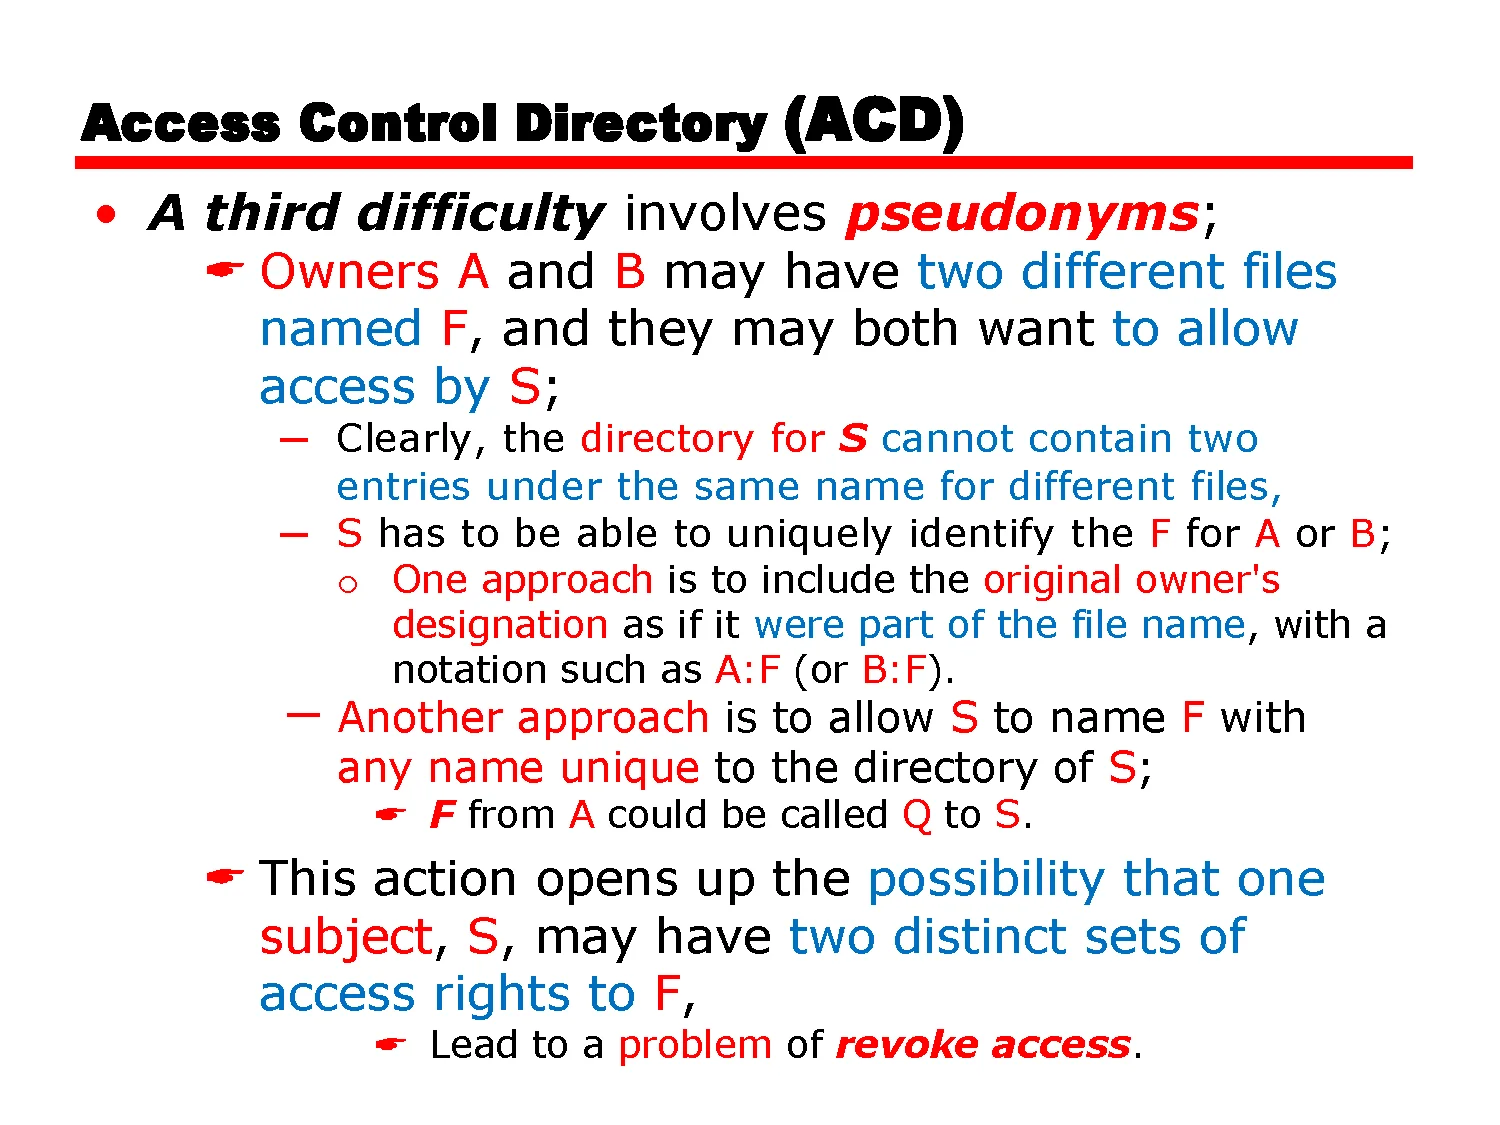 Access Control Directory (ACD)
• A third difficulty involves pseudonyms;
☛ Owners A and B may have two different files
named F, and they may both want to allow
access by S;
– Clearly, the directory for S cannot contain two
entries under the same name for different files,
– S has to be able to uniquely identify the F for A or B;
o One approach is to include the original owner's
designation as if it were part of the file name, with a
notation such as A:F (or B:F).
– Another approach is to allow S to name F with
any name unique to the directory of S;
☛ F from A could be called Q to S.
☛ This action opens up the possibility that one
subject, S, may have two distinct sets of
access rights to F,
☛ Lead to a problem of revoke access.